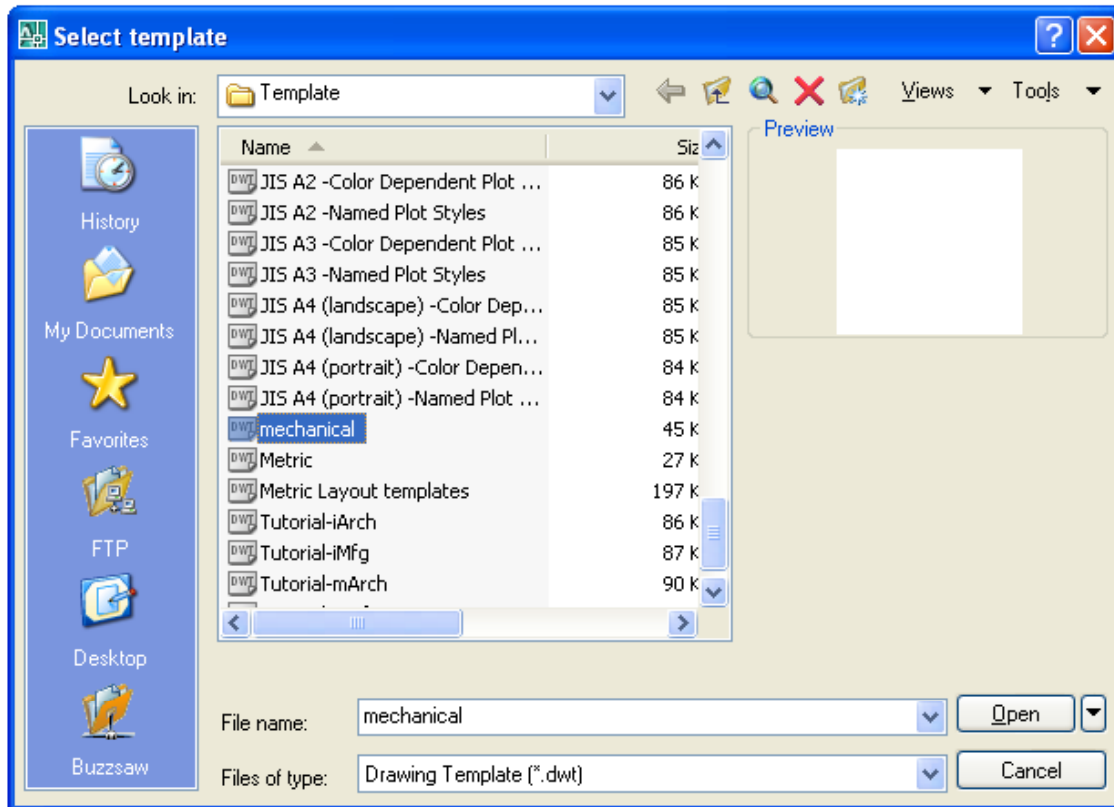 Select template
Look in: Template Views Tools
History
My Documents
Favorites
FTP
Desktop
Buzzsaw
Name Siz
JIS A2 -Color Dependent Plot ... 86 K
JIS A2 -Named Plot Styles 86 K
JIS A3 -Color Dependent Plot ... 85 K
JIS A3 -Named Plot Styles 85 K
JIS A4 (landscape) -Color Dep... 85 K
JIS A4 (landscape) -Named Pl... 85 K
JIS A4 (portrait) -Color Depen... 84 K
JIS A4 (portrait) -Named Plot ... 84 K
mechanical 45 K
Metric 27 K
Metric Layout templates 197 K
Tutorial-iArch 86 K
Tutorial-iMfg 87 K
Tutorial-mArch 90 K
Preview
File name: mechanical Open
Files of type: Drawing Template (*.dwt) Cancel